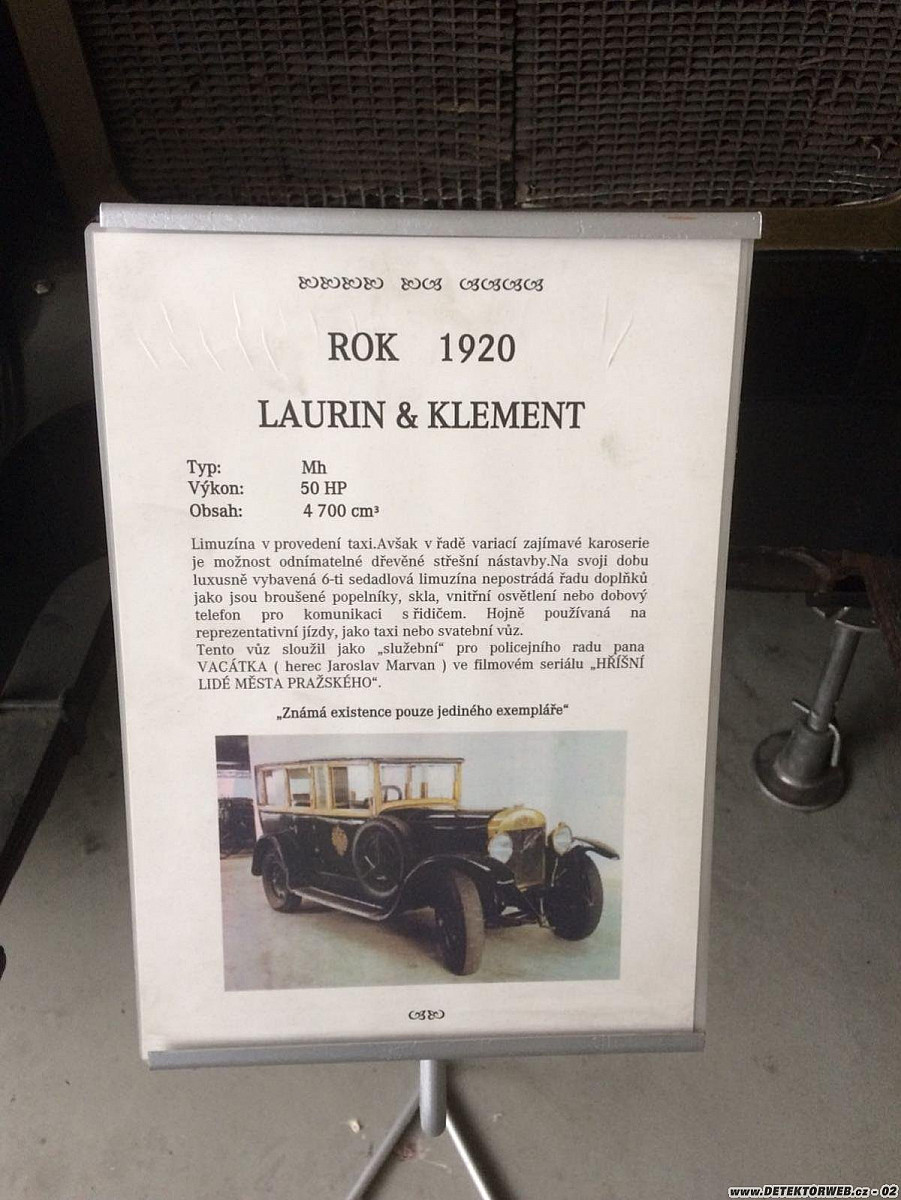 ROK 1920
LAURIN & KLEMENT
Typ: Mh
Výkon: 50 HP
Obsah: 4 700 cm³
Limuzína v provedení taxi.Avšak v řadě variací zajímavé karoserie
je možnost odnímatelné dřevěné střešní nástavby.Na svoji dobu
luxusně vybavená 6-ti sedadlová limuzína nepostrádá řadu doplňků
jako jsou broušené popelníky, skla, vnitřní osvětlení nebo dobový
telefon pro komunikaci s řidičem. Hojně používaná na
reprezentativní jízdy, jako taxi nebo svatební vůz.
Tento vůz sloužil jako „služební“ pro policejního radu pana
VACÁTKA ( herec Jaroslav Marvan ) ve filmovém seriálu „HŘÍŠNÍ
LIDÉ MĚSTA PRAŽSKÉHO“.
„Známá existence pouze jediného exempláře“
www.DETEKTORWEB.cz - 02